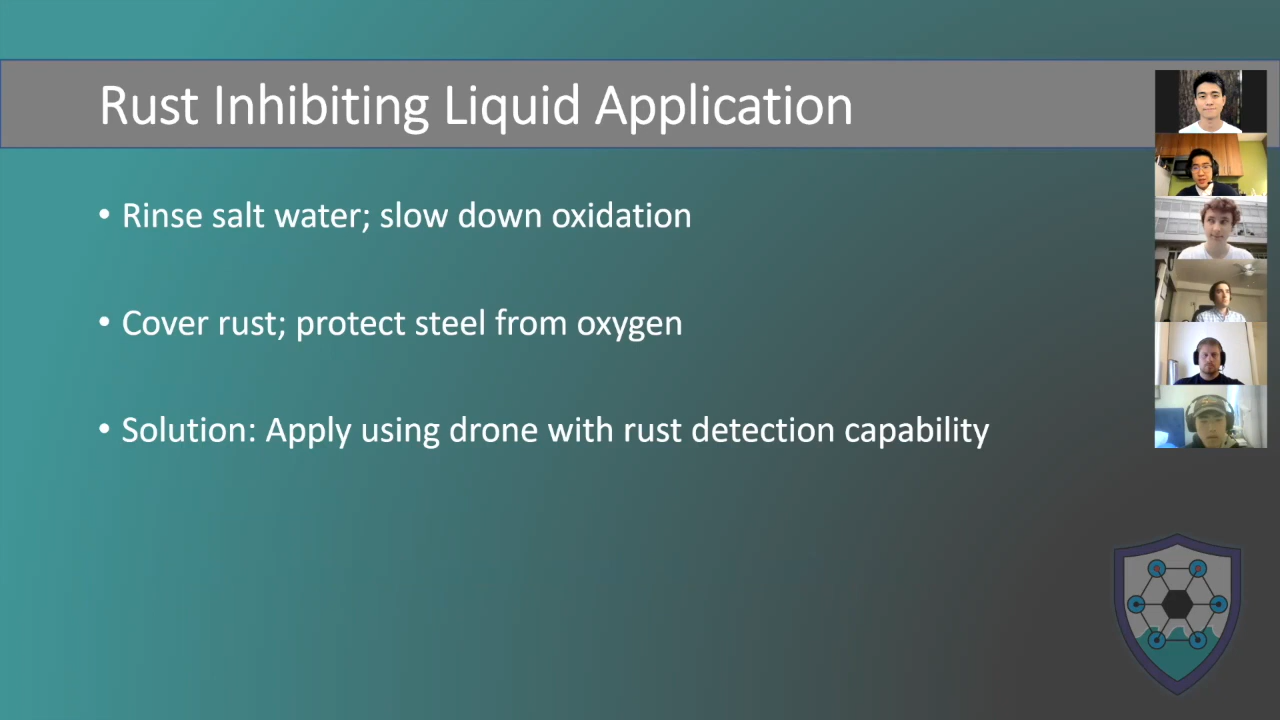 Rust Inhibiting Liquid Application
• Rinse salt water; slow down oxidation
• Cover rust; protect steel from oxygen
• Solution: Apply using drone with rust detection capability